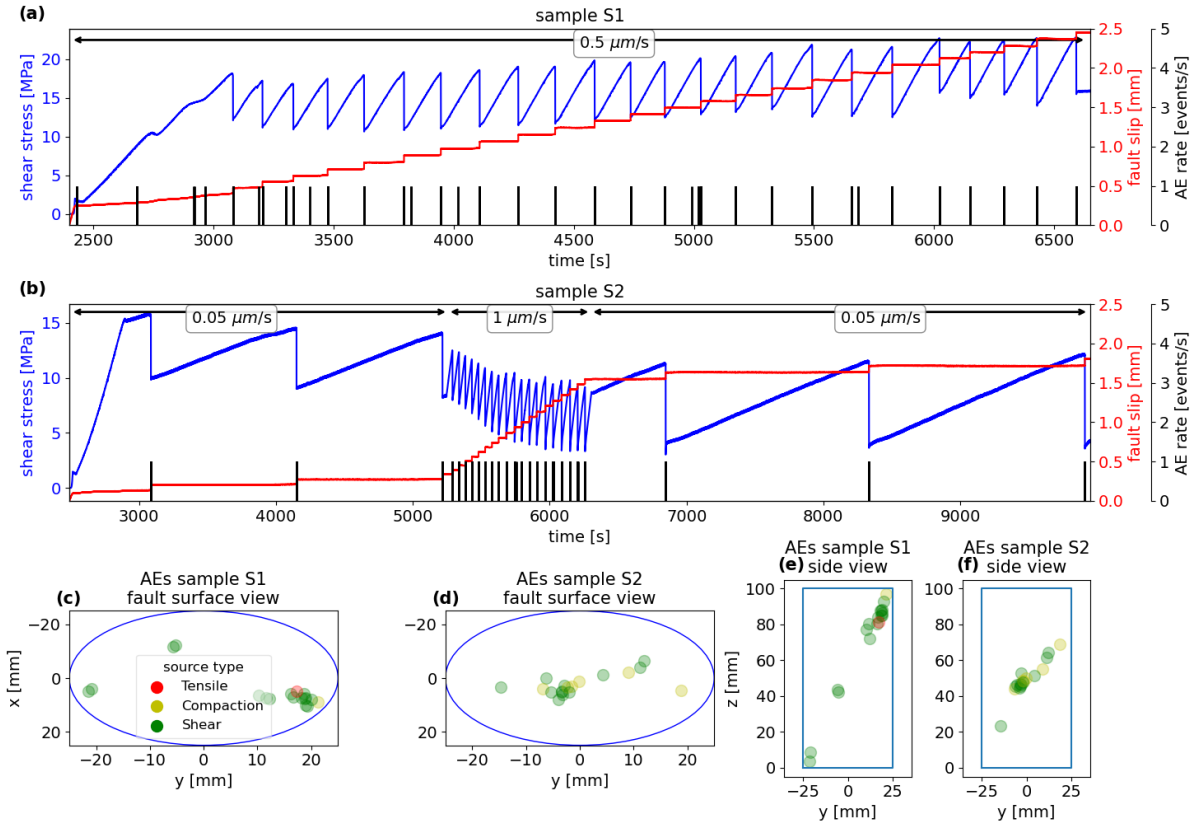 (a)
sample S1
0.5 μm/s
shear stress [MPa]
0
5
10
15
20
2500
3000
3500
4000
4500
5000
5500
6000
6500
time [s]
0.0
0.5
1.0
1.5
2.0
2.5
fault slip [mm]
0
1
2
3
4
5
AE rate [events/s]
(b)
sample S2
0.05 μm/s
1 μm/s
0.05 μm/s
shear stress [MPa]
0
5
10
15
3000
4000
5000
6000
7000
8000
9000
time [s]
0.0
0.5
1.0
1.5
2.0
2.5
fault slip [mm]
0
1
2
3
4
5
AE rate [events/s]
(c)
AEs sample S1
fault surface view
x [mm]
−20
0
20
source type
Tensile
Compaction
Shear
−20
−10
0
10
20
y [mm]
(d)
AEs sample S2
fault surface view
−20
0
20
−20
−10
0
10
20
y [mm]
(e)
AEs sample S1
side view
z [mm]
0
20
40
60
80
100
−25
0
25
y [mm]
(f)
AEs sample S2
side view
0
20
40
60
80
100
−25
0
25
y [mm]